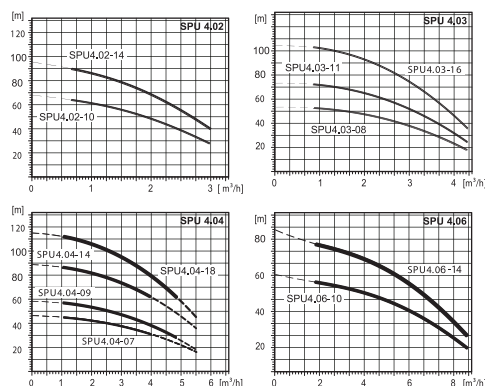 [m] SPU 4.02
120
100
80
60
40
20
SPU4.02-14
SPU4.02-10
0 1 2 3 [m³/h]
[m] SPU 4.03
100
80
60
40
20
SPU4.03-11
SPU4.03-16
SPU4.03-08
0 1 2 3 4 [m³/h]
[m] SPU 4.04
120
100
80
60
40
20
SPU4.04-14
SPU4.04-18
SPU4.04-09
SPU4.04-07
0 1 2 3 4 5 6 [m³/h]
[m] SPU 4.06
80
60
40
20
SPU4.06-14
SPU4.06-10
0 2 4 6 8 [m³/h]